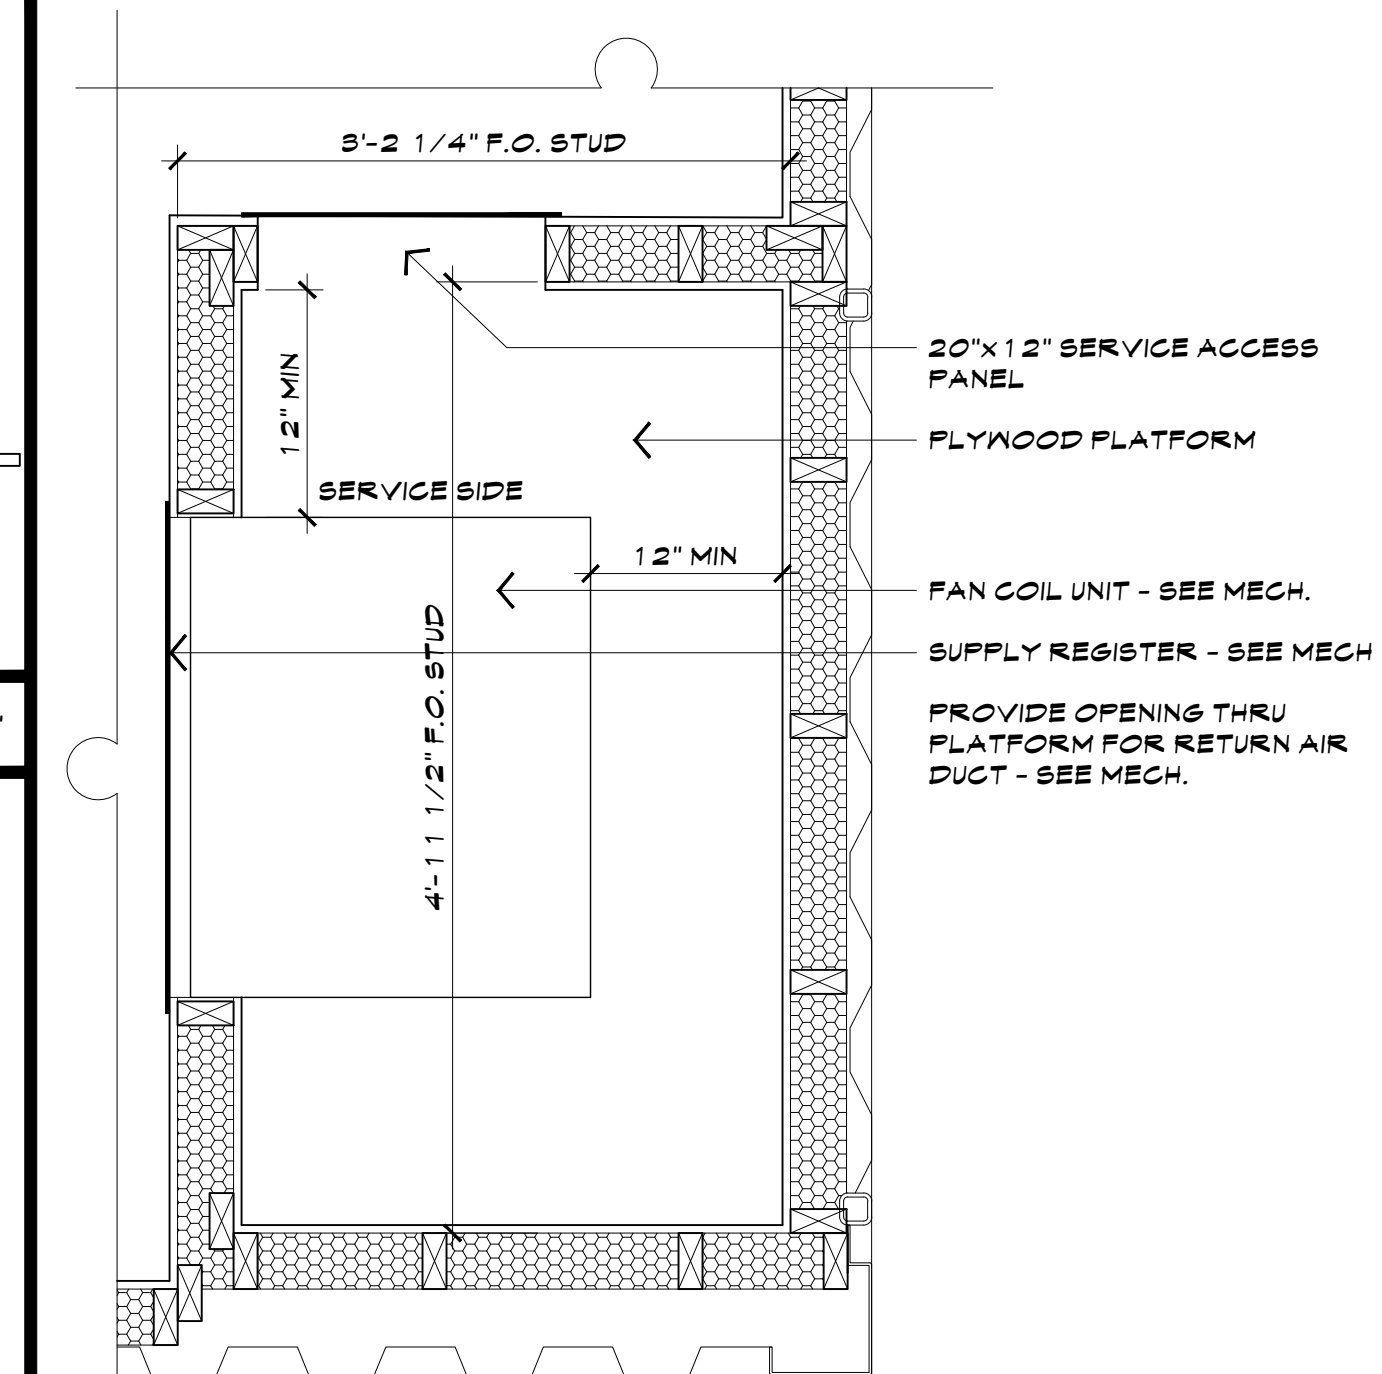 3'-2 1/4" F.O. STUD
20"x12" SERVICE ACCESS
PANEL
12" MIN
PLYWOOD PLATFORM
SERVICE SIDE
12" MIN
FAN COIL UNIT - SEE MECH.
4'-11 1/2" F.O. STUD
SUPPLY REGISTER - SEE MECH
PROVIDE OPENING THRU
PLATFORM FOR RETURN AIR
DUCT - SEE MECH.